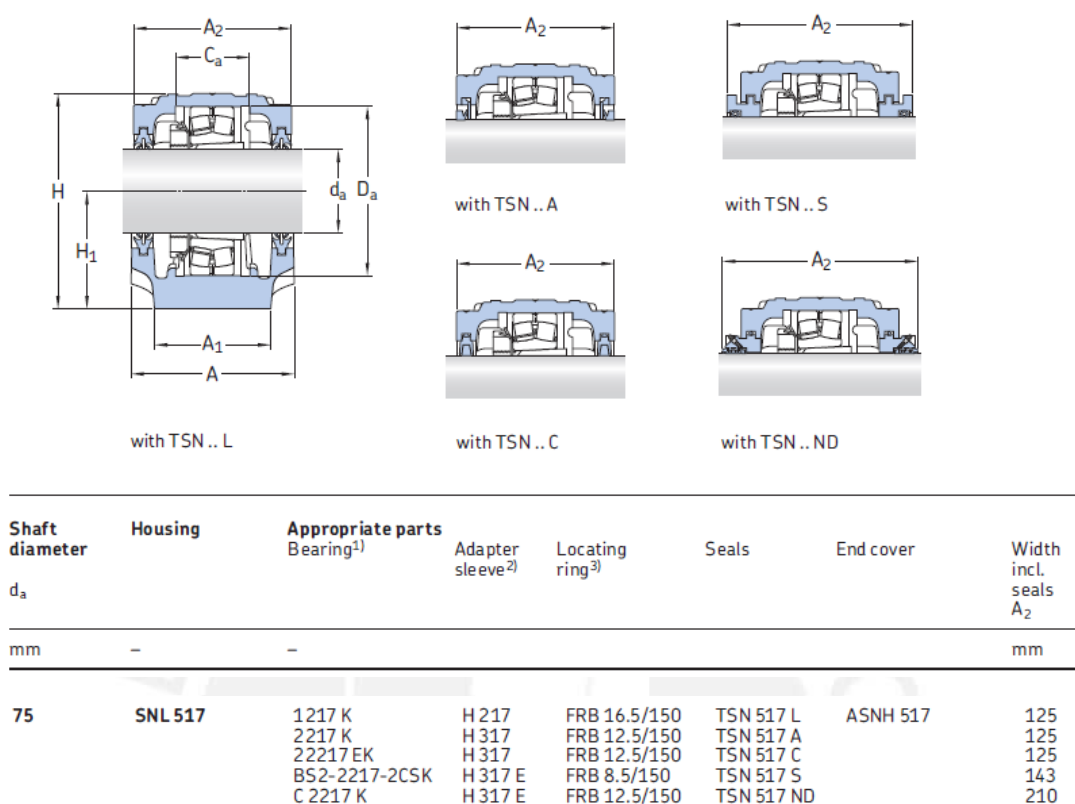 A2
Ca
H
H1
da
Da
A1
A
with TSN .. L
A2
with TSN .. A
A2
with TSN .. S
A2
with TSN .. C
A2
with TSN .. ND
Shaft diameter
da
Housing
Appropriate parts
Bearing1)
Adapter sleeve2)
Locating ring3)
Seals
End cover
Width incl. seals A2
mm – – mm
75 SNL 517 1217 K H 217 FRB 16.5/150 TSN 517 L ASNH 517 125
2217 K H 317 FRB 12.5/150 TSN 517 A 125
22217 EK H 317 FRB 12.5/150 TSN 517 C 125
BS2-2217-2CSK H 317 E FRB 8.5/150 TSN 517 S 143
C 2217 K H 317 E FRB 12.5/150 TSN 517 ND 210